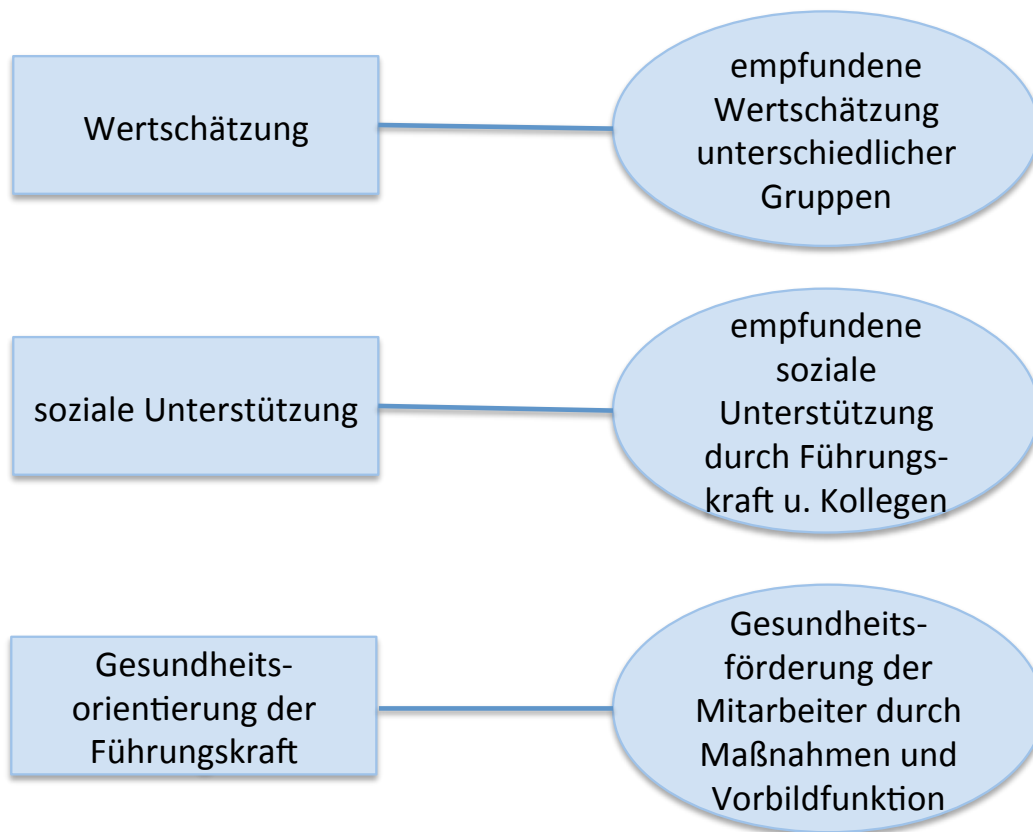 Wertschätzung
empfundene
Wertschätzung
unterschiedlicher
Gruppen
soziale Unterstützung
empfundene
soziale
Unterstützung
durch Führungs-
kraft u. Kollegen
Gesundheits-
orientierung der
Führungskraft
Gesundheits-
förderung der
Mitarbeiter durch
Maßnahmen und
Vorbildfunktion